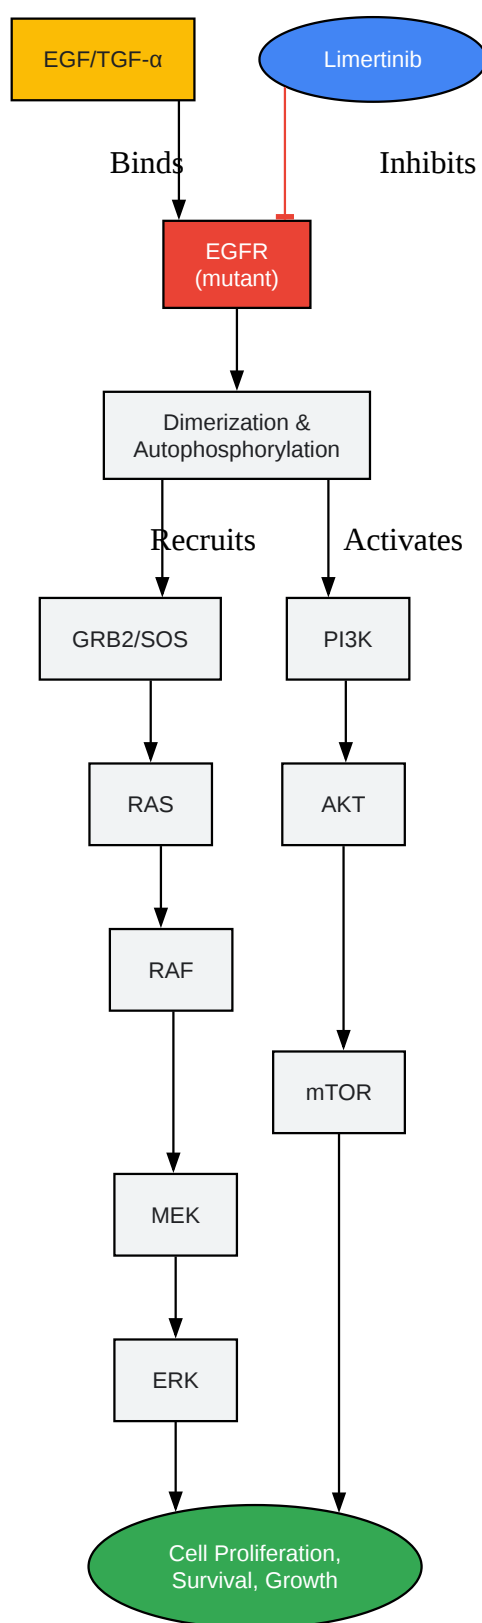 EGF/TGF-α
Limertinib
Binds
Inhibits
EGFR
(mutant)
Dimerization &
Autophosphorylation
Recruits
Activates
GRB2/SOS
PI3K
RAS
AKT
RAF
mTOR
MEK
ERK
Cell Proliferation,
Survival, Growth